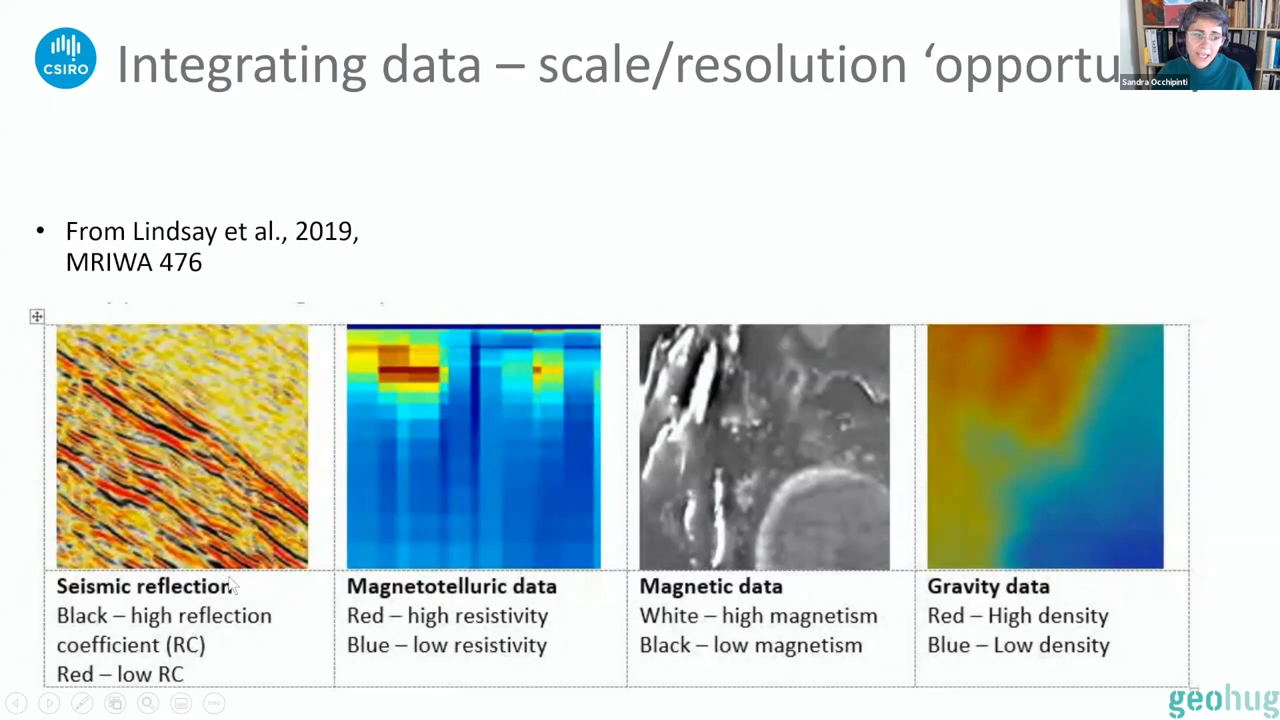 CSIRO
Integrating data – scale/resolution ‘opportu
Sandra Occhipinti
• From Lindsay et al., 2019,
MRIWA 476
Seismic reflection
Black – high reflection
coefficient (RC)
Red – low RC
Magnetotelluric data
Red – high resistivity
Blue – low resistivity
Magnetic data
White – high magnetism
Black – low magnetism
Gravity data
Red – High density
Blue – Low density
geohug